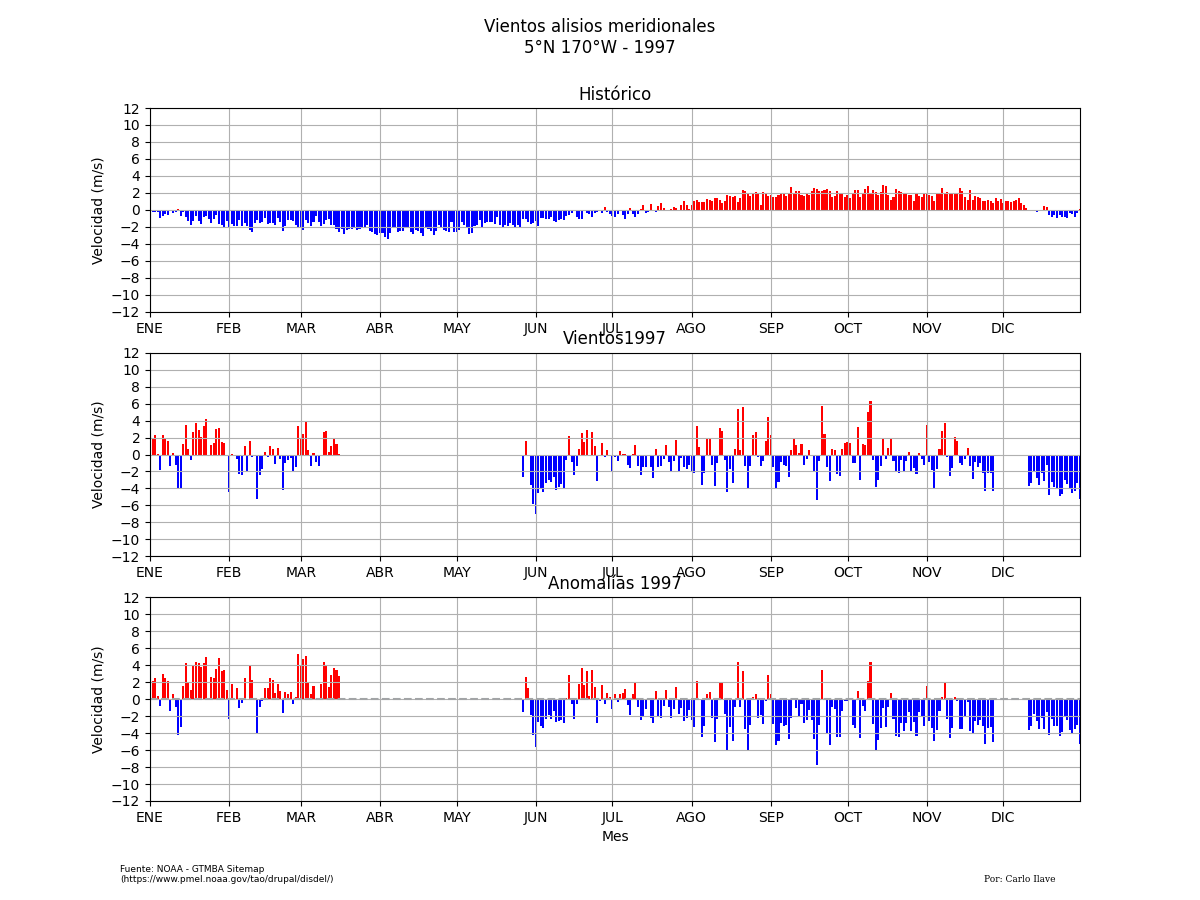 Vientos alisios meridionales
5°N 170°W - 1997
Histórico
12
10
8
6
4
2
0
−2
−4
−6
−8
−10
−12
Velocidad (m/s)
ENE FEB MAR ABR MAY JUN JUL AGO SEP OCT NOV DIC
Vientos1997
12
10
8
6
4
2
0
−2
−4
−6
−8
−10
−12
Velocidad (m/s)
ENE FEB MAR ABR MAY JUN JUL AGO SEP OCT NOV DIC
Anomalías 1997
12
10
8
6
4
2
0
−2
−4
−6
−8
−10
−12
Velocidad (m/s)
ENE FEB MAR ABR MAY JUN JUL AGO SEP OCT NOV DIC
Mes
Fuente: NOAA - GTMBA Sitemap
(https://www.pmel.noaa.gov/tao/drupal/disdel/)
Por: Carlo Ilave